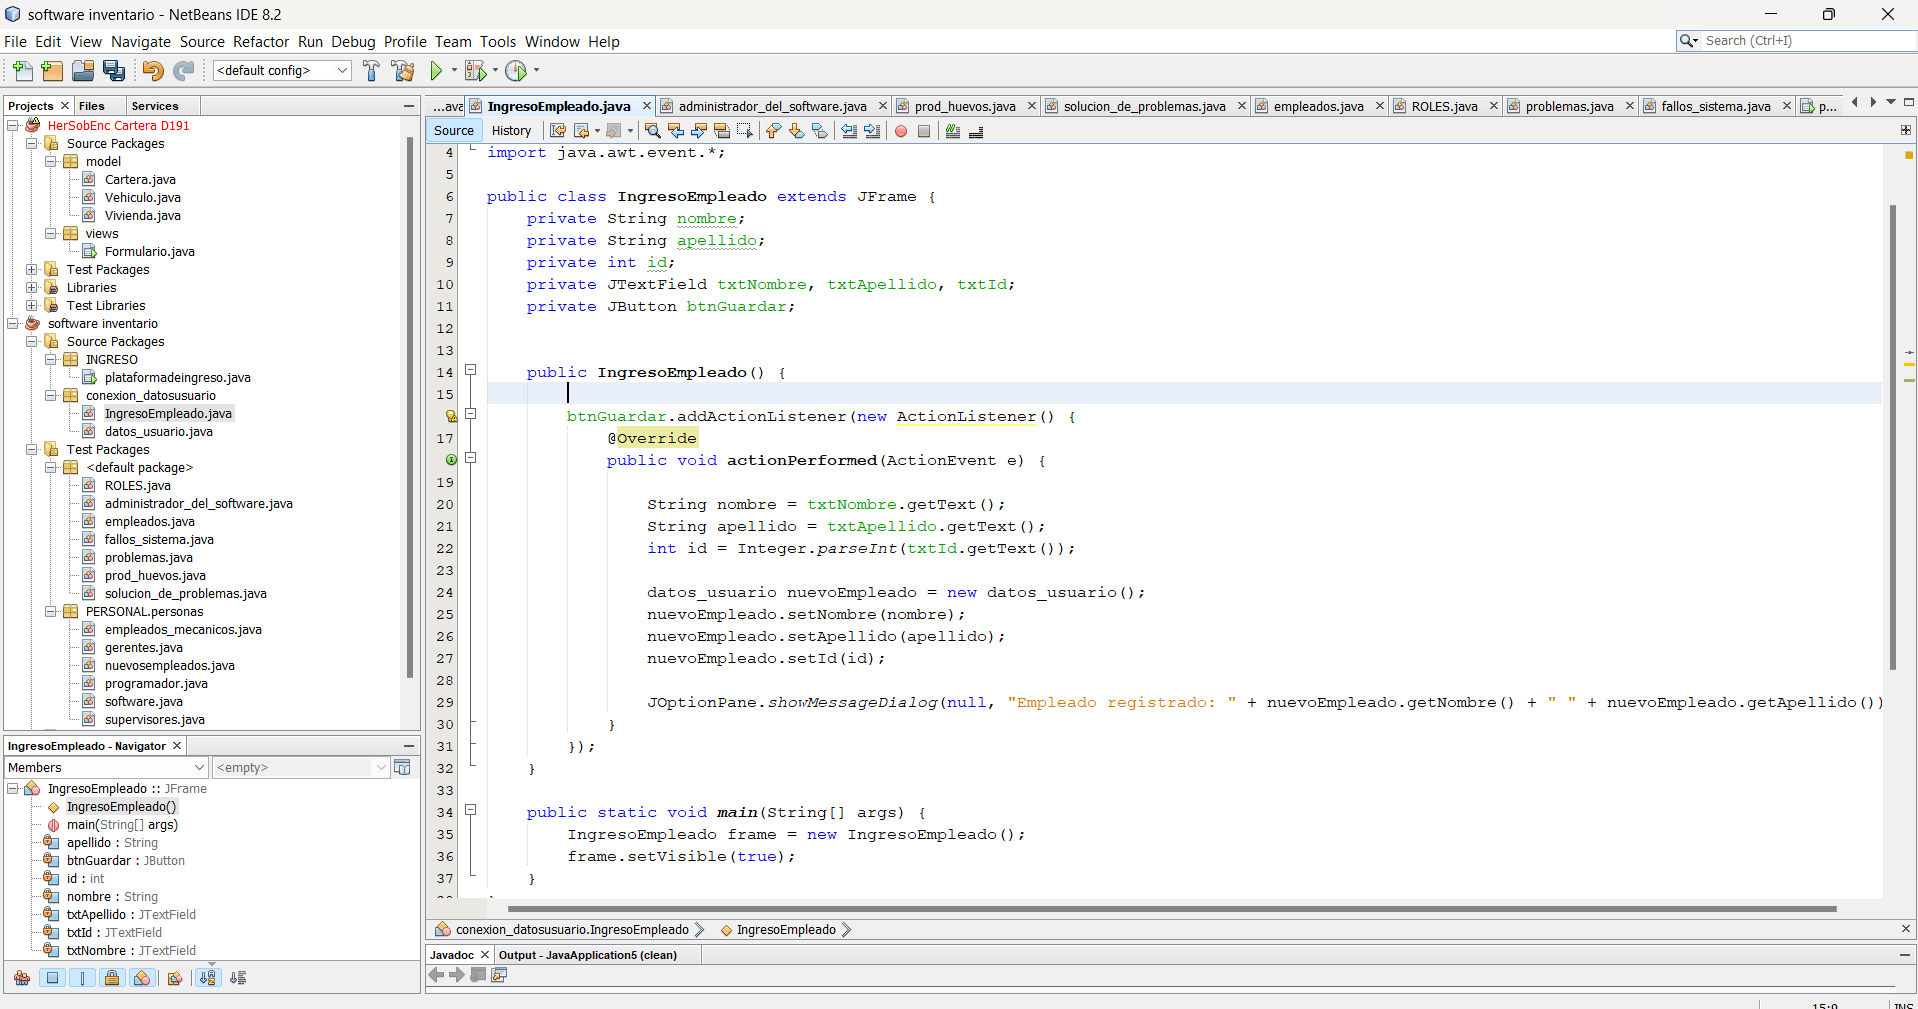 software inventario - NetBeans IDE 8.2
File Edit View Navigate Source Refactor Run Debug Profile Team Tools Window Help
Search (Ctrl+I)
<default config>
Projects
Files
Services
HerSobEnc Cartera D191
Source Packages
model
Cartera.java
Vehiculo.java
Vivienda.java
views
Formulario.java
Test Packages
Libraries
Test Libraries
software inventario
Source Packages
INGRESO
plataformadeingreso.java
conexion_datosusuario
IngresoEmpleado.java
datos_usuario.java
Test Packages
<default package>
ROLES.java
administrador_del_software.java
empleados.java
fallos_sistema.java
problemas.java
prod_huevos.java
solucion_de_problemas.java
PERSONAL.personas
empleados_mecanicos.java
gerentes.java
nuevosempleados.java
programador.java
software.java
supervisores.java
IngresoEmpleado - Navigator
Members
<empty>
IngresoEmpleado :: JFrame
IngresoEmpleado()
main(String[] args)
apellido : String
btnGuardar : JButton
id : int
nombre : String
txtApellido : JTextField
txtId : JTextField
txtNombre : JTextField
...ava IngresoEmpleado.java administrador_del_software.java prod_huevos.java solucion_de_problemas.java empleados.java ROLES.java problemas.java fallos_sistema.java p...
Source History
4 import java.awt.event.*;
5
6 public class IngresoEmpleado extends JFrame {
7 private String nombre;
8 private String apellido;
9 private int id;
10 private JTextField txtNombre, txtApellido, txtId;
11 private JButton btnGuardar;
12
13
14 public IngresoEmpleado() {
15
btnGuardar.addActionListener(new ActionListener() {
17 @Override
public void actionPerformed(ActionEvent e) {
19
20 String nombre = txtNombre.getText();
21 String apellido = txtApellido.getText();
22 int id = Integer.parseInt(txtId.getText());
23
24 datos_usuario nuevoEmpleado = new datos_usuario();
25 nuevoEmpleado.setNombre(nombre);
26 nuevoEmpleado.setApellido(apellido);
27 nuevoEmpleado.setId(id);
28
29 JOptionPane.showMessageDialog(null, "Empleado registrado: " + nuevoEmpleado.getNombre() + " " + nuevoEmpleado.getApellido())
30 }
31 });
32 }
33
34 public static void main(String[] args) {
35 IngresoEmpleado frame = new IngresoEmpleado();
36 frame.setVisible(true);
37 }
conexion_datosusuario.IngresoEmpleado IngresoEmpleado
Javadoc Output - JavaApplication5 (clean)
15:9 INS